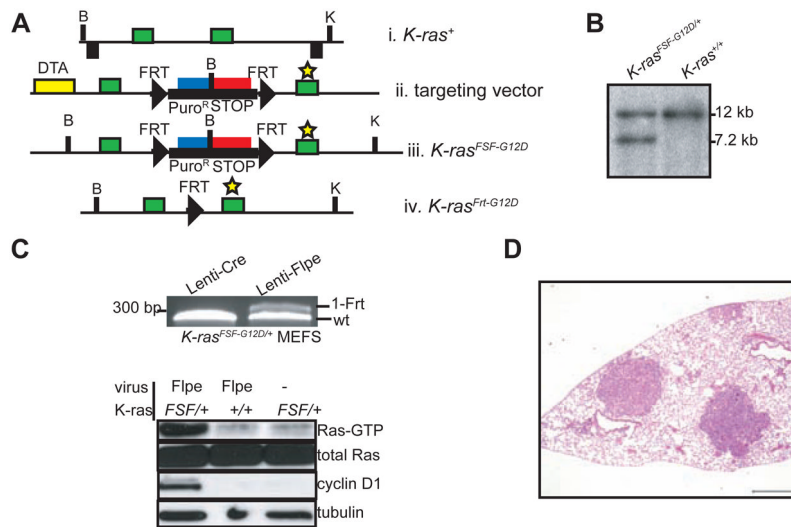 A
B
K
i. K-ras+
DTA
FRT
B
FRT
PuroR STOP
ii. targeting vector
B
FRT
B
FRT
K
PuroR STOP
iii. K-rasFSF-G12D
B
FRT
K
iv. K-rasFrt-G12D
B
K-rasFSF-G12D/+
K-ras+/+
12 kb
7.2 kb
C
Lenti-Cre
Lenti-Flpe
300 bp
1-Frt
wt
K-rasFSF-G12D/+ MEFS
virus Flpe Flpe -
K-ras FSF/+ +/+ FSF/+
Ras-GTP
total Ras
cyclin D1
tubulin
D